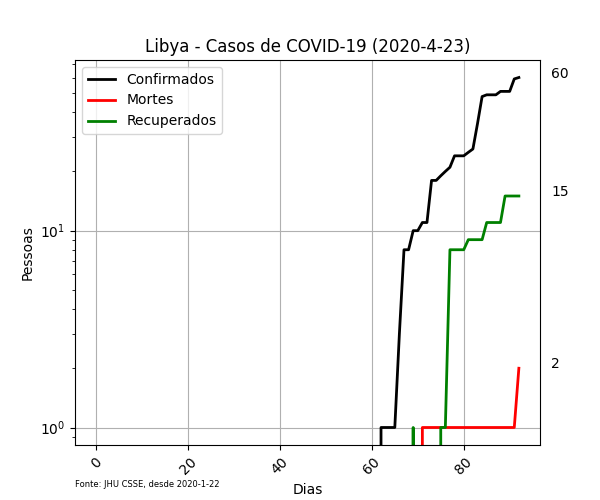 Libya - Casos de COVID-19 (2020-4-23)
Confirmados
Mortes
Recuperados
60
15
2
10¹
10⁰
Pessoas
0
20
40
60
80
Dias
Fonte: JHU CSSE, desde 2020-1-22